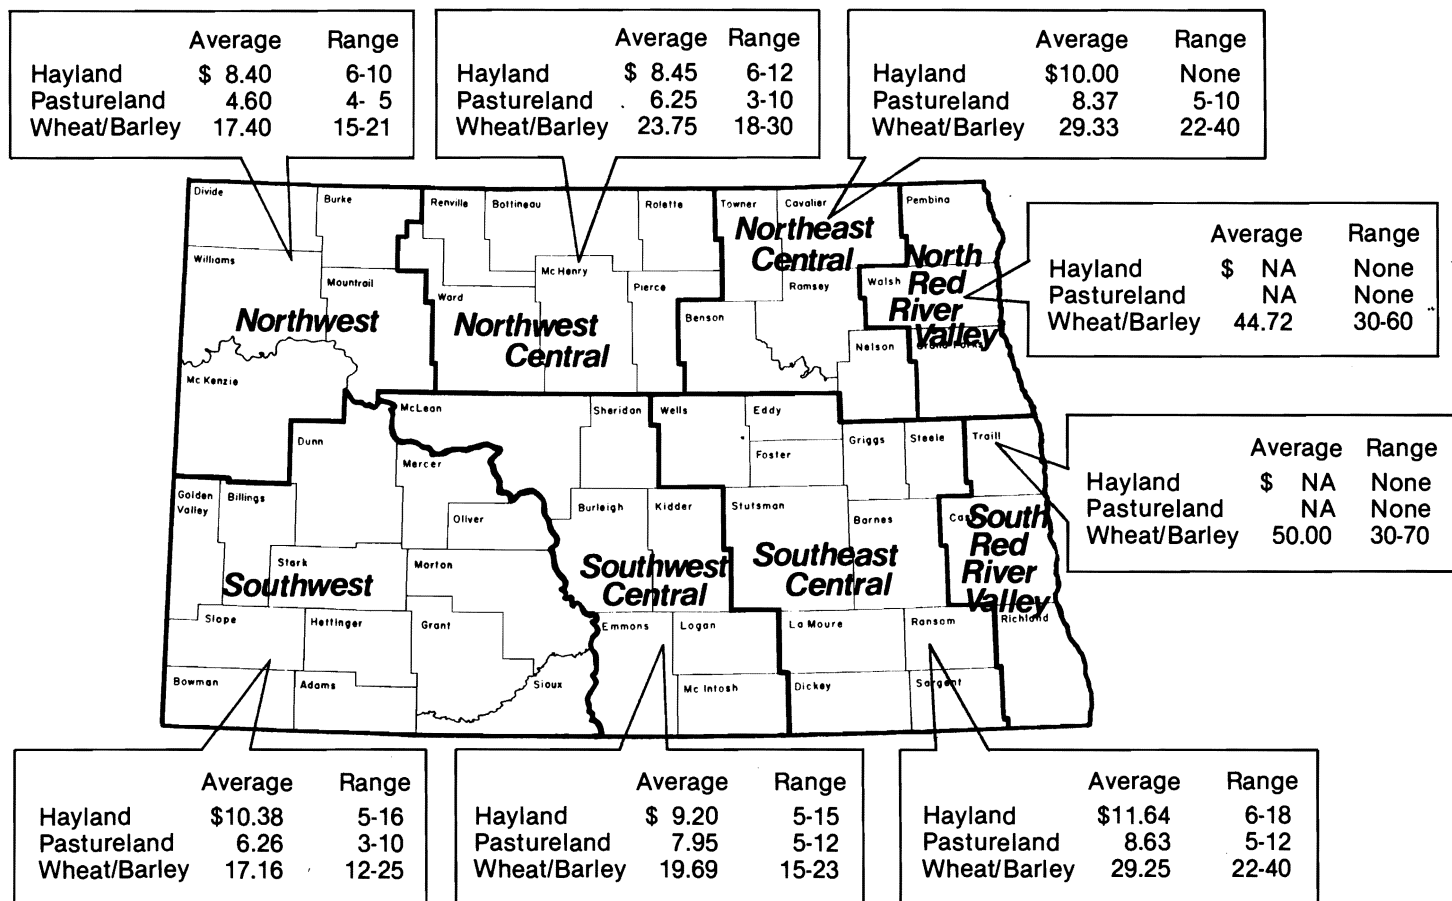 Average Range
Hayland $ 8.40 6-10
Pastureland 4.60 4- 5
Wheat/Barley 17.40 15-21
Average Range
Hayland $ 8.45 6-12
Pastureland 6.25 3-10
Wheat/Barley 23.75 18-30
Average Range
Hayland $10.00 None
Pastureland 8.37 5-10
Wheat/Barley 29.33 22-40
Average Range
Hayland $ NA None
Pastureland NA None
Wheat/Barley 44.72 30-60
Average Range
Hayland $ NA None
Pastureland NA None
Wheat/Barley 50.00 30-70
Divide
Burke
Renville
Bottineau
Rolette
Towner
Cavalier
Pembina
Williams
Mountrail
Ward
Mc Henry
Pierce
Benson
Ramsey
Walsh
Nelson
Northwest
Northwest
Central
Northeast
Central
North
Red
River
Valley
Mc Kenzie
McLean
Sheridan
Wells
Eddy
Foster
Griggs
Steele
Traill
Dunn
Mercer
Oliver
Golden
Valley
Billings
Stark
Morton
Burleigh
Kidder
Stutsman
Barnes
Southwest
Southwest
Central
Southeast
Central
South
Red
River
Valley
Slope
Hettinger
Grant
Emmons
Logan
La Moure
Ransom
Richland
Bowman
Adams
Sioux
Mc Intosh
Dickey
Sargent
Average Range
Hayland $10.38 5-16
Pastureland 6.26 3-10
Wheat/Barley 17.16 12-25
Average Range
Hayland $ 9.20 5-15
Pastureland 7.95 5-12
Wheat/Barley 19.69 15-23
Average Range
Hayland $11.64 6-18
Pastureland 8.63 5-12
Wheat/Barley 29.25 22-40